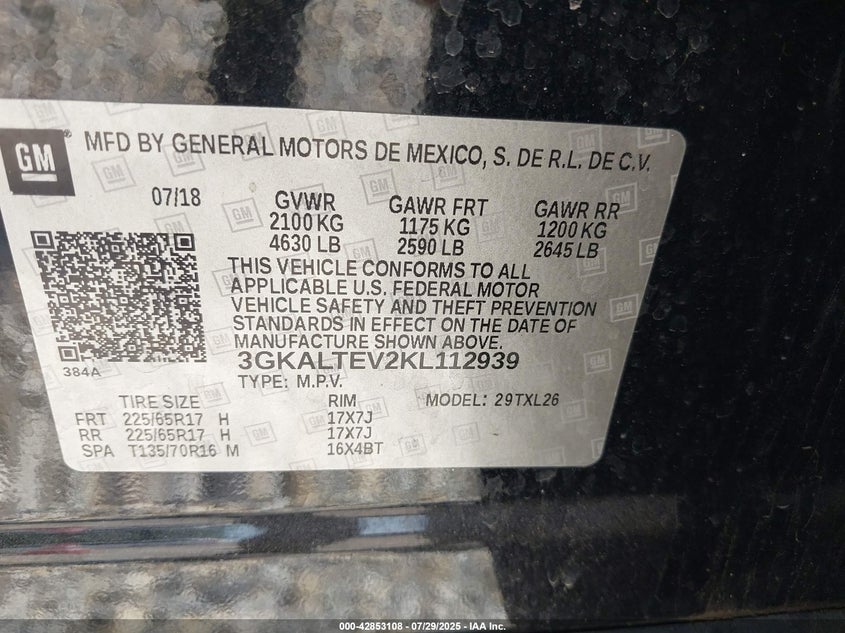 GM
MFD BY GENERAL MOTORS DE MEXICO, S. DE R.L. DE C.V.
07/18 GVWR GAWR FRT GAWR RR
2100 KG 1175 KG 1200 KG
4630 LB 2590 LB 2645 LB
THIS VEHICLE CONFORMS TO ALL
APPLICABLE U.S. FEDERAL MOTOR
VEHICLE SAFETY AND THEFT PREVENTION
STANDARDS IN EFFECT ON THE DATE OF
MANUFACTURE SHOWN ABOVE.
384A 3GKALTEV2KL112939
TYPE: M.P.V. MODEL: 29TXL26
TIRE SIZE RIM
FRT 225/65R17 H 17X7J
RR 225/65R17 H 17X7J
SPA T135/70R16 M 16X4BT
000-42853108 - 07/29/2025 - IAA Inc.